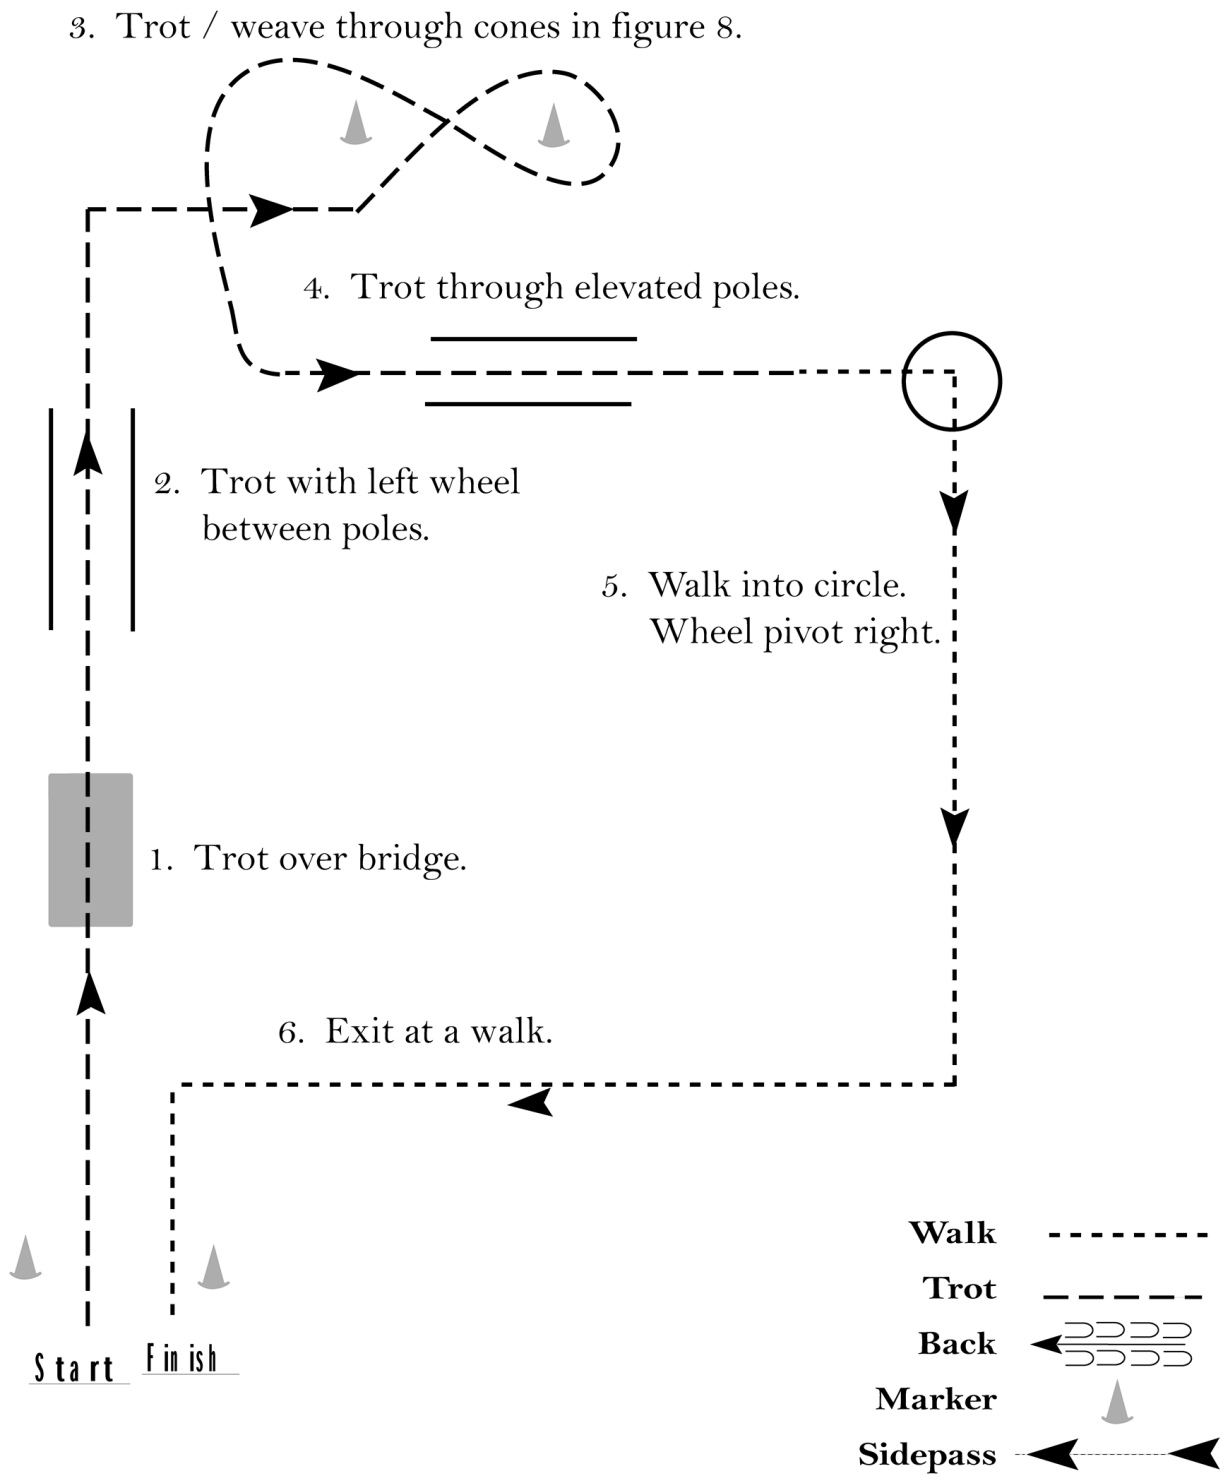 3. Trot / weave through cones in figure 8.
4. Trot through elevated poles.
2. Trot with left wheel
between poles.
5. Walk into circle.
Wheel pivot right.
1. Trot over bridge.
6. Exit at a walk.
Start
Finish
Walk
Trot
Back
Marker
Sidepass